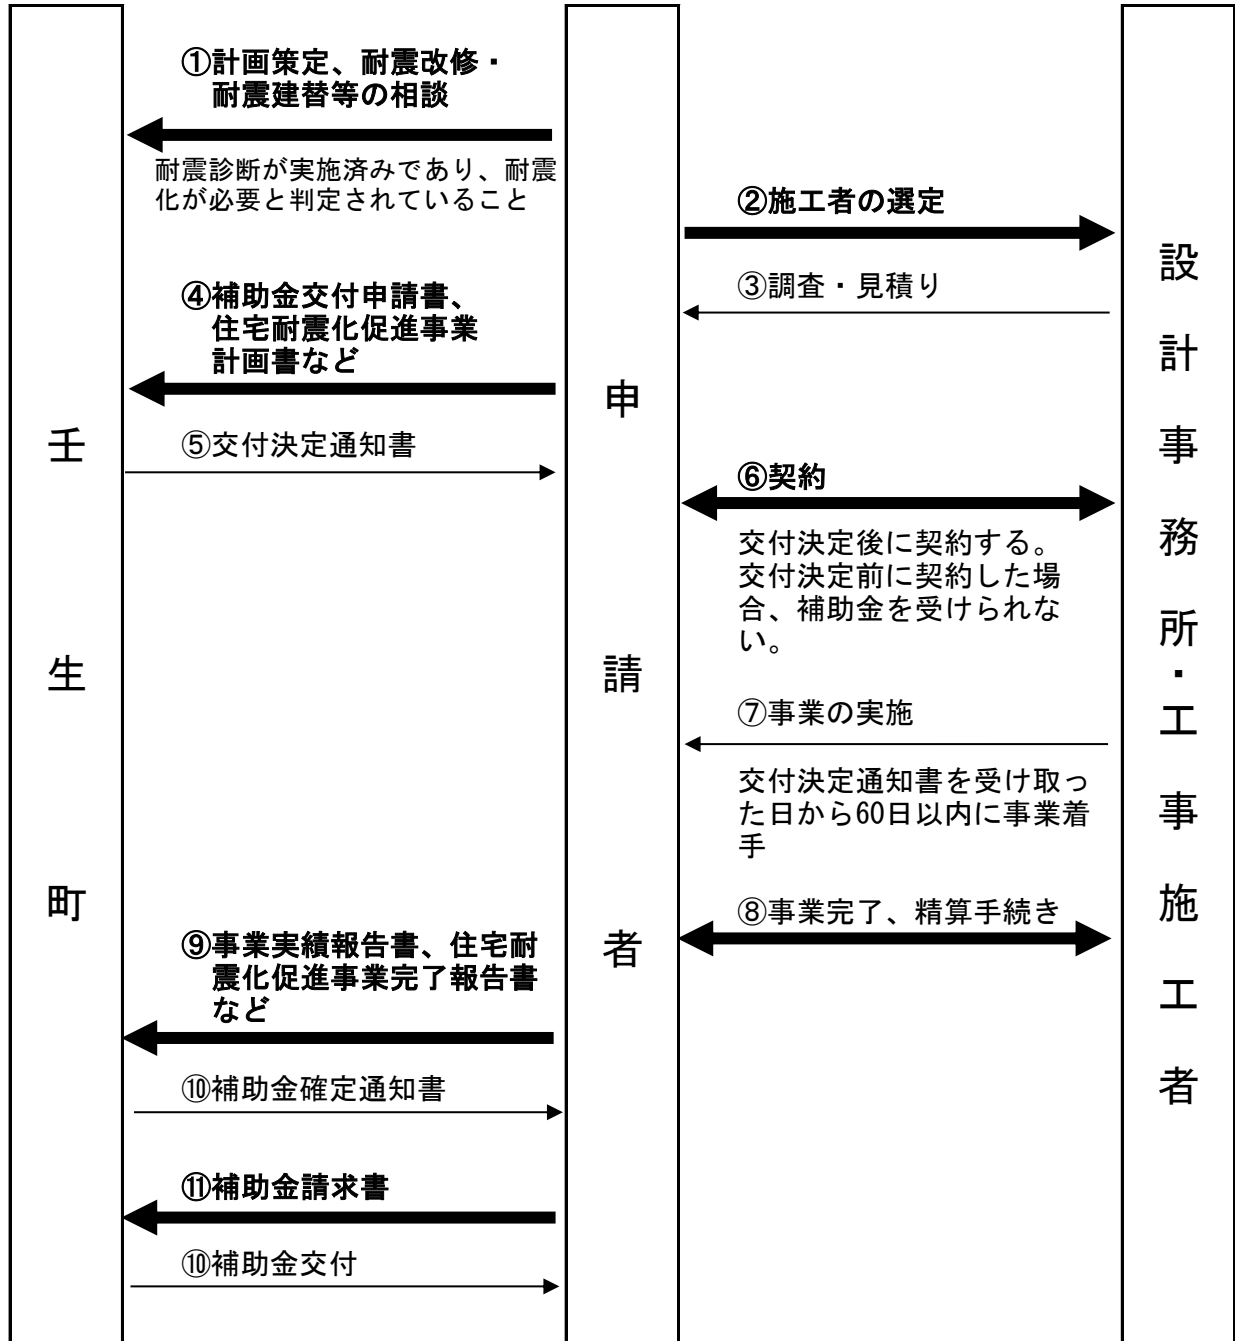 ①計画策定、耐震改修・
耐震建替等の相談
耐震診断が実施済みであり、耐震
化が必要と判定されていること
②施工者の選定
③調査・見積り
④補助金交付申請書、
住宅耐震化促進事業
計画書など
⑤交付決定通知書
⑥契約
交付決定後に契約する。
交付決定前に契約した場
合、補助金を受けられな
い。
⑦事業の実施
交付決定通知書を受け取っ
た日から60日以内に事業着
手
⑧事業完了、精算手続き
⑨事業実績報告書、住宅耐
震化促進事業完了報告書
など
⑩補助金確定通知書
⑪補助金請求書
⑩補助金交付
壬生町
申請者
設計事務所・工事施工者